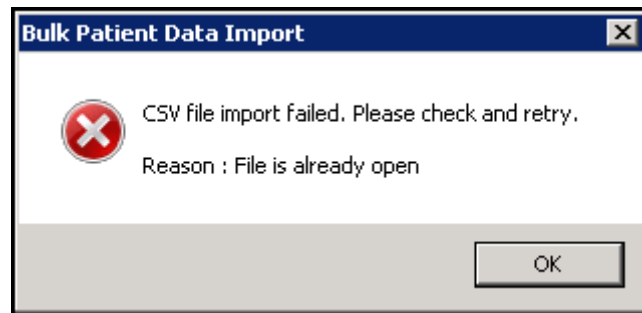 Bulk Patient Data Import
CSV file import failed. Please check and retry.
Reason : File is already open
OK